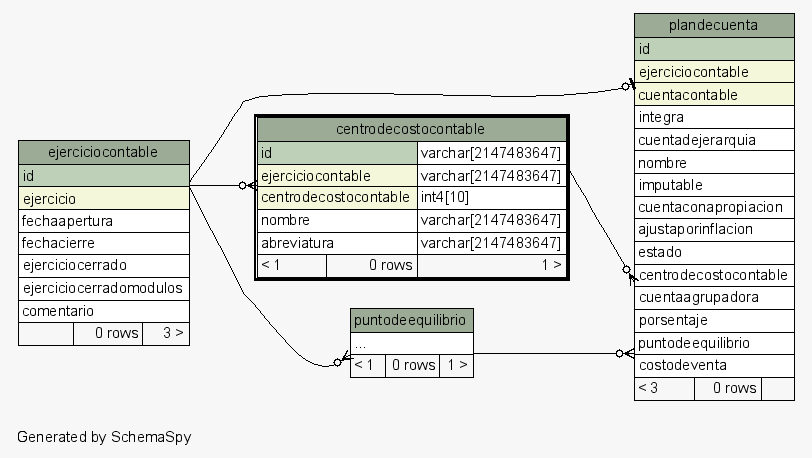 plandecuenta
id
ejerciciocontable
cuentacontable
integra
cuentadejerarquia
nombre
imputable
cuentaconapropiacion
ajustaporinflacion
estado
centrodecostocontable
cuentaagrupadora
porsentaje
puntodeequilibrio
costodeventa
< 3 0 rows
centrodecostocontable
id varchar[2147483647]
ejerciciocontable varchar[2147483647]
centrodecostocontable int4[10]
nombre varchar[2147483647]
abreviatura varchar[2147483647]
< 1 0 rows 1 >
ejerciciocontable
id
ejercicio
fechaapertura
fechacierre
ejerciciocerrado
ejerciciocerradomodulos
comentario
0 rows 3 >
puntodeequilibrio
...
< 1 0 rows 1 >
Generated by SchemaSpy